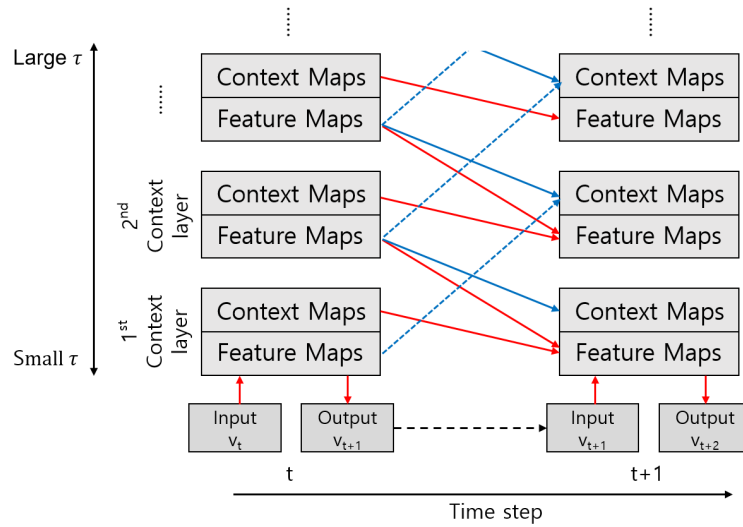 ......
......
Large τ
......
Context Maps
Feature Maps
Context Maps
Feature Maps
2nd
Context
layer
Context Maps
Feature Maps
Context Maps
Feature Maps
1st
Context
layer
Context Maps
Feature Maps
Context Maps
Feature Maps
Small τ
Input
vt
Output
vt+1
Input
vt+1
Output
vt+2
t
t+1
Time step